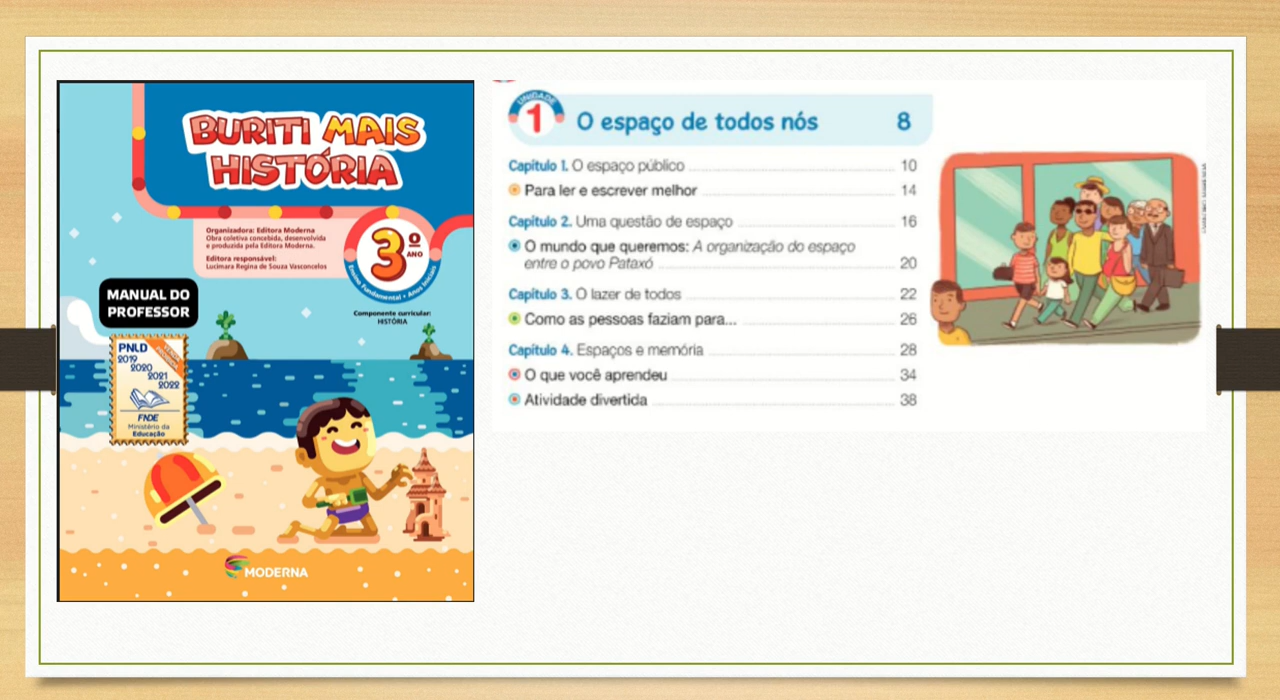 BURITI MAIS
HISTÓRIA
Organizadora: Editora Moderna
Obra coletiva concebida, desenvolvida
e produzida pela Editora Moderna.
Editora responsável:
Lucimara Regina de Souza Vasconcelos
3º
ANO
Ensino Fundamental • Anos Iniciais
Componente curricular:
HISTÓRIA
MANUAL DO
PROFESSOR
PNLD
2019
2020
2021
2022
FNDE
Ministério da
Educação
MODERNA
UNIDADE
1 O espaço de todos nós 8
Capítulo 1. O espaço público 10
Para ler e escrever melhor 14
Capítulo 2. Uma questão de espaço 16
O mundo que queremos: A organização do espaço
entre o povo Pataxó 20
Capítulo 3. O lazer de todos 22
Como as pessoas faziam para... 26
Capítulo 4. Espaços e memória 28
O que você aprendeu 34
Atividade divertida 38